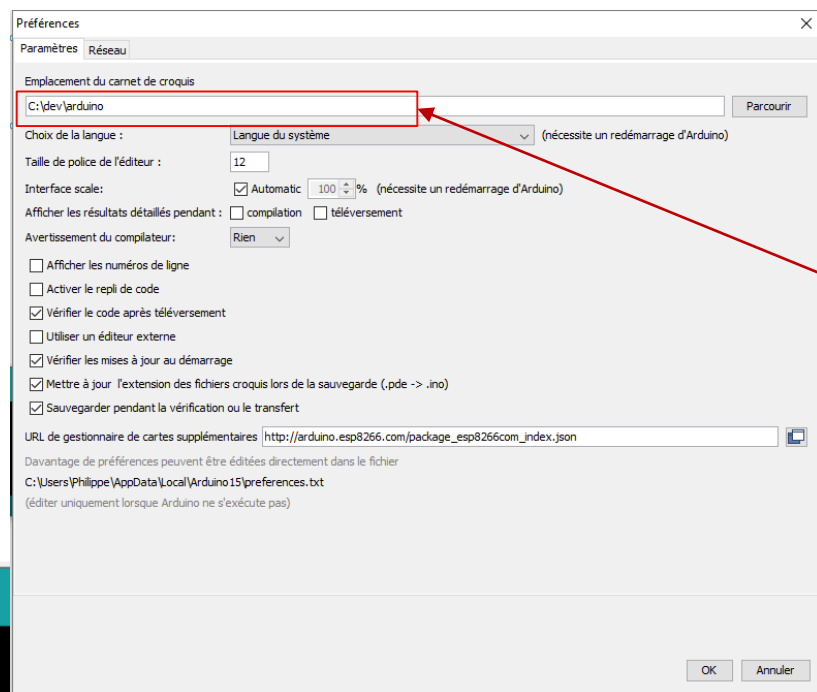 Préférences
Paramètres Réseau
Emplacement du carnet de croquis
C:\dev\arduino Parcourir
Choix de la langue : Langue du système (nécessite un redémarrage d'Arduino)
Taille de police de l'éditeur : 12
Interface scale: Automatic 100 % (nécessite un redémarrage d'Arduino)
Afficher les résultats détaillés pendant : compilation téléversement
Avertissement du compilateur: Rien
Afficher les numéros de ligne
Activer le repli de code
Vérifier le code après téléversement
Utiliser un éditeur externe
Vérifier les mises à jour au démarrage
Mettre à jour l'extension des fichiers croquis lors de la sauvegarde (.pde -> .ino)
Sauvegarder pendant la vérification ou le transfert
URL de gestionnaire de cartes supplémentaires http://arduino.esp8266.com/package_esp8266com_index.json
Davantage de préférences peuvent être éditées directement dans le fichier
C:\Users\Philippe\AppData\Local\Arduino15\preferences.txt
(éditer uniquement lorsque Arduino ne s'exécute pas)
OK Annuler